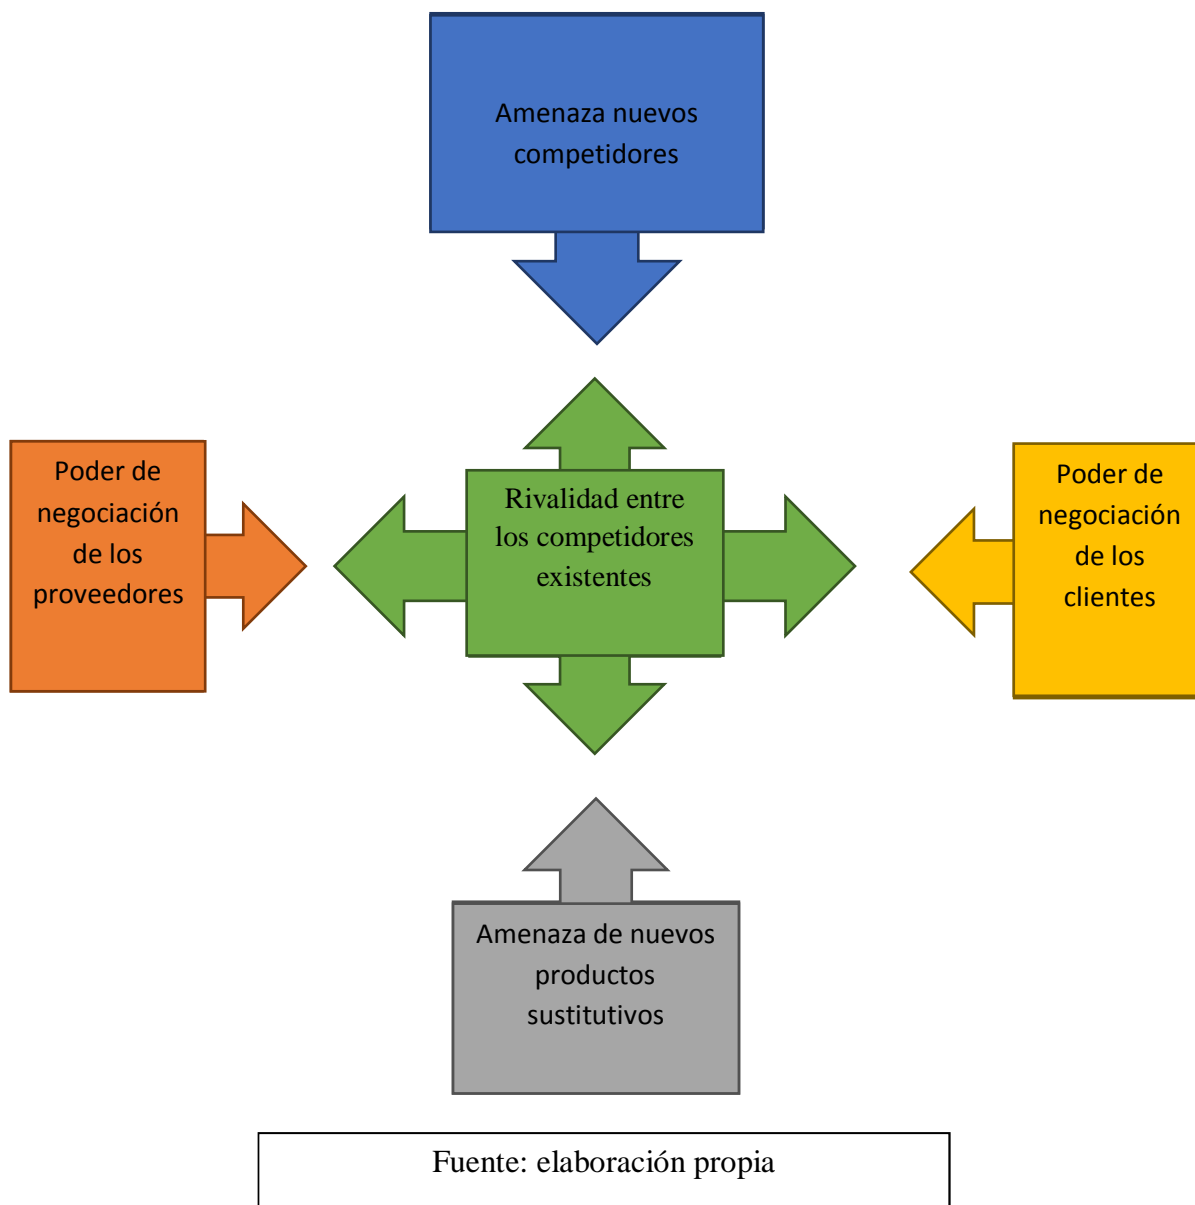 Amenaza nuevos
competidores
Poder de
negociación
de los
proveedores
Rivalidad entre
los competidores
existentes
Poder de
negociación
de los
clientes
Amenaza de nuevos
productos
sustitutivos
Fuente: elaboración propia